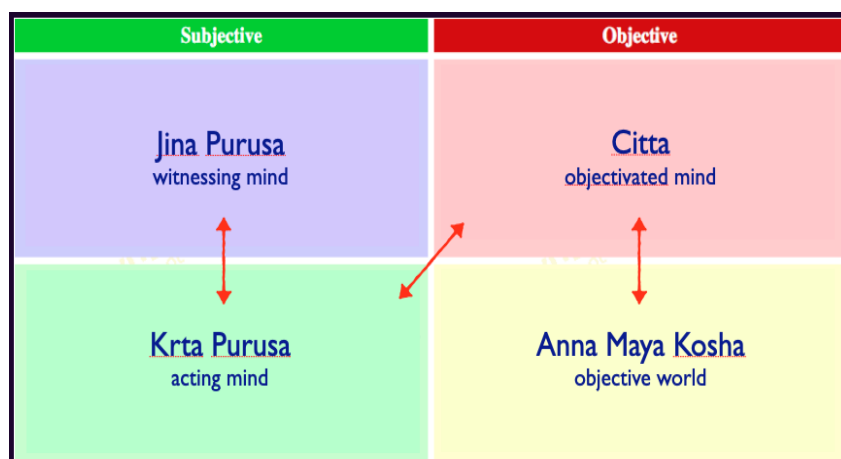 Subjective
Objective
Jina Purusa
witnessing mind
Citta
objectivated mind
Krta Purusa
acting mind
Anna Maya Kosha
objective world